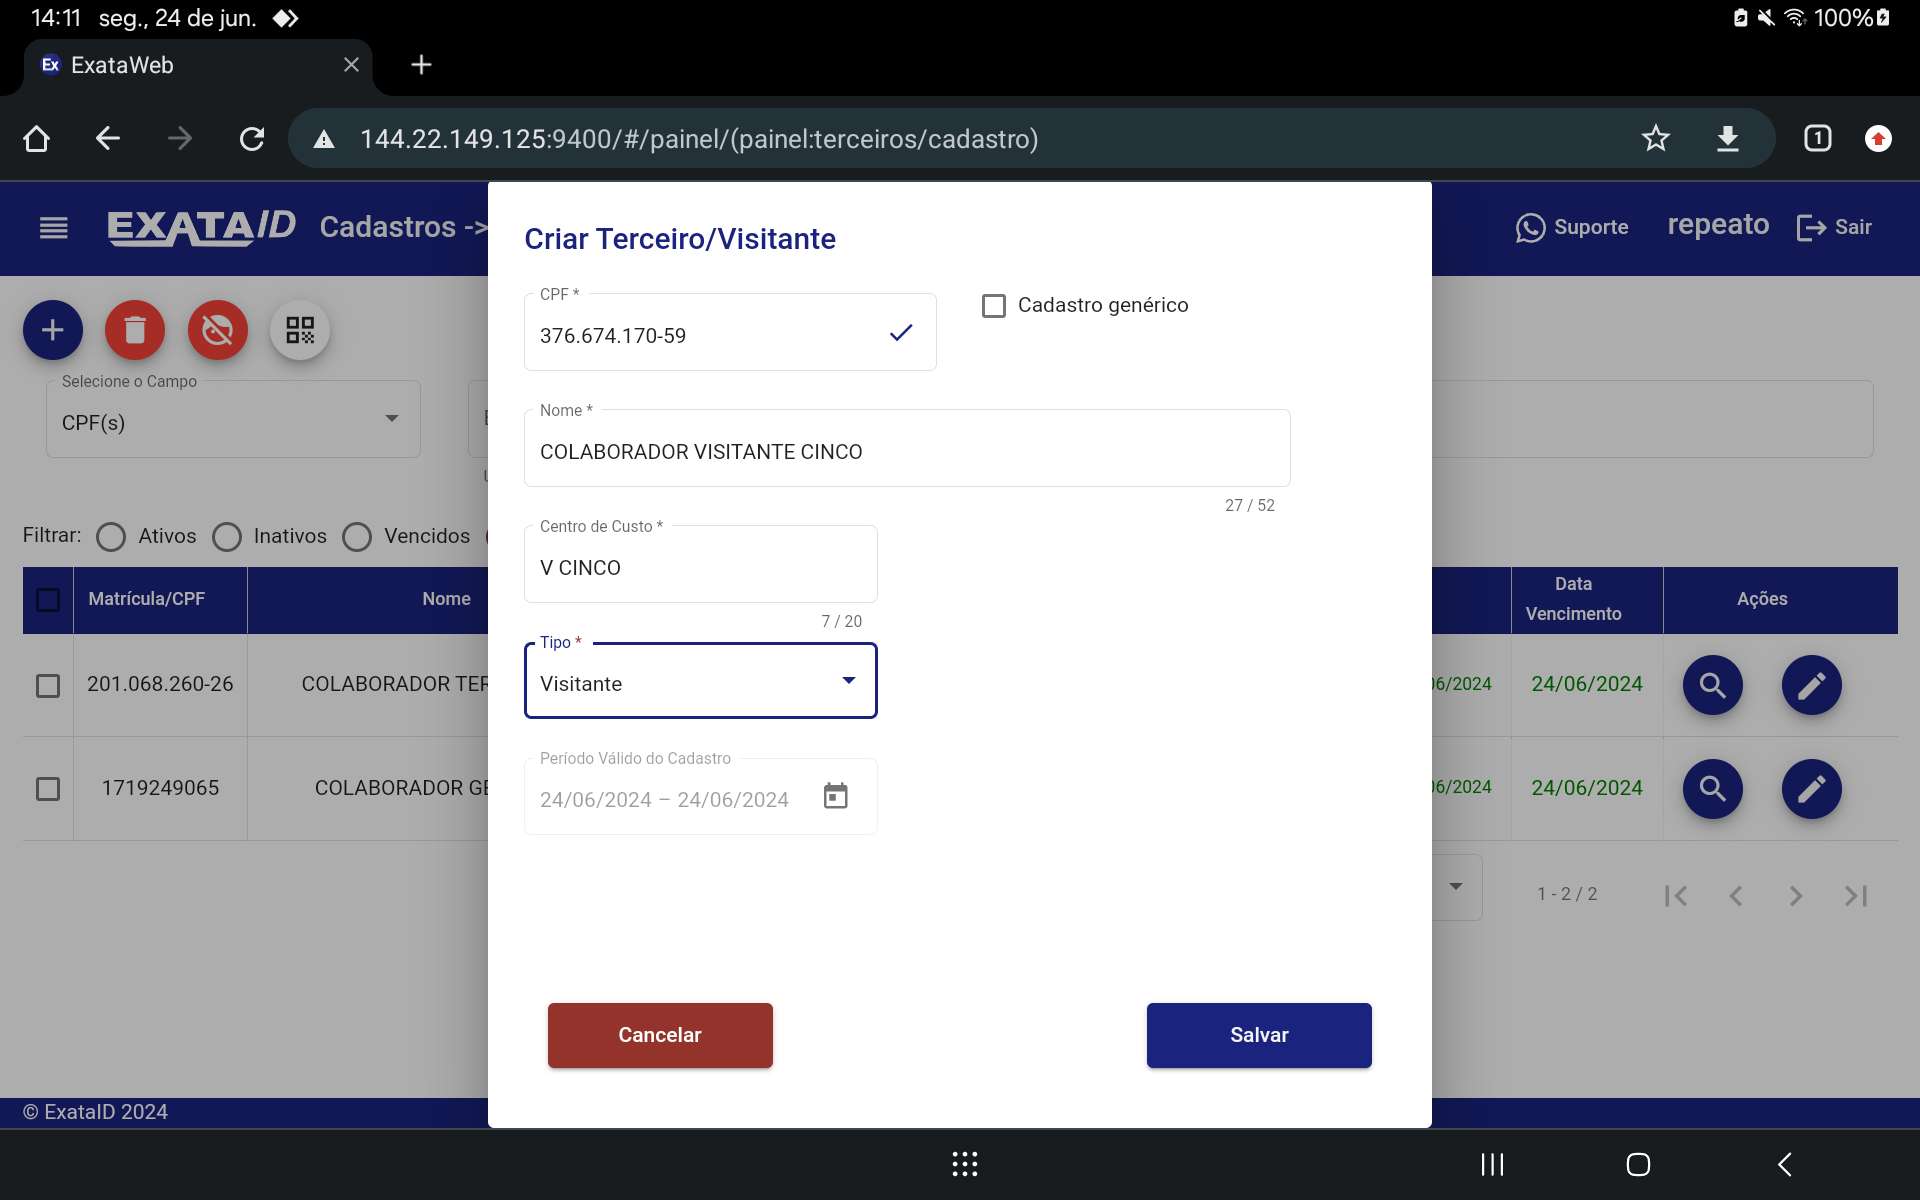 14:11 seg., 24 de jun. 100%
Ex ExataWeb
144.22.149.125:9400/#/painel/(painel:terceiros/cadastro) 1
EXATAID Cadastros -> Suporte repeato Sair
Criar Terceiro/Visitante
CPF *
376.674.170-59
Cadastro genérico
Selecione o Campo
CPF(s)
Nome *
COLABORADOR VISITANTE CINCO
27 / 52
Filtrar: Ativos Inativos Vencidos
Centro de Custo *
V CINCO
7 / 20
Matrícula/CPF Nome Data Vencimento Ações
Tipo *
Visitante
201.068.260-26 COLABORADOR TER 06/2024 24/06/2024
1719249065 COLABORADOR GE 06/2024 24/06/2024
Período Válido do Cadastro
24/06/2024 – 24/06/2024
1 - 2 / 2
Cancelar Salvar
© ExataID 2024